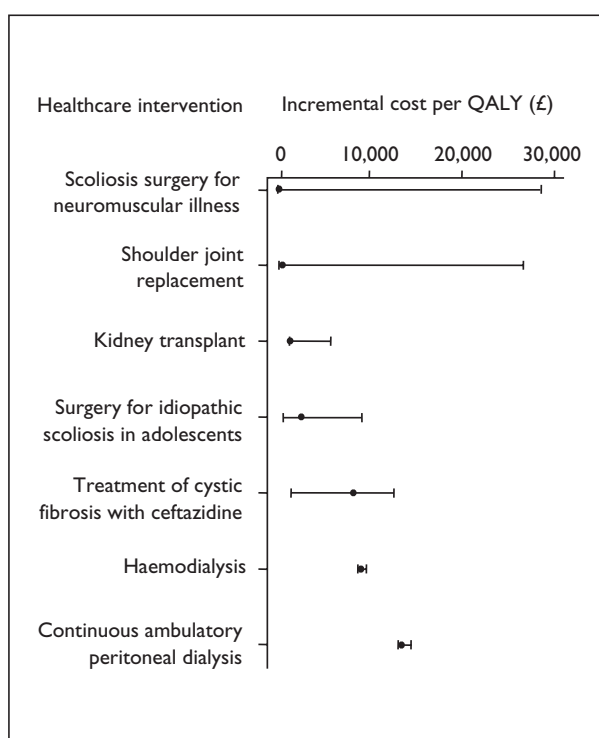 Healthcare intervention
Incremental cost per QALY (£)
0 10,000 20,000 30,000
Scoliosis surgery for
neuromuscular illness
Shoulder joint
replacement
Kidney transplant
Surgery for idiopathic
scoliosis in adolescents
Treatment of cystic
fibrosis with ceftazidine
Haemodialysis
Continuous ambulatory
peritoneal dialysis